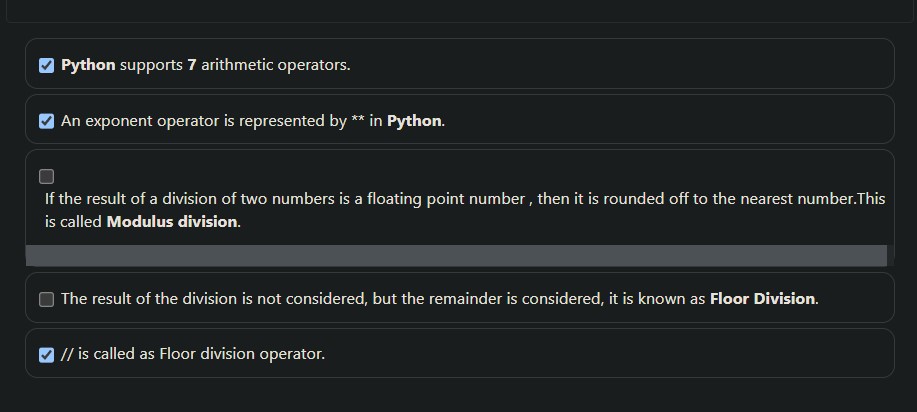 Python supports 7 arithmetic operators.
An exponent operator is represented by ** in Python.
If the result of a division of two numbers is a floating point number , then it is rounded off to the nearest number.This
is called Modulus division.
The result of the division is not considered, but the remainder is considered, it is known as Floor Division.
// is called as Floor division operator.